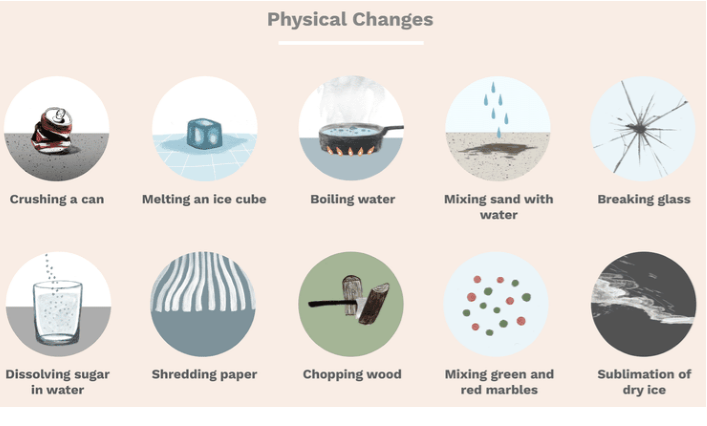 Physical Changes
Crushing a can
Melting an ice cube
Boiling water
Mixing sand with
water
Breaking glass
Dissolving sugar
in water
Shredding paper
Chopping wood
Mixing green and
red marbles
Sublimation of
dry ice